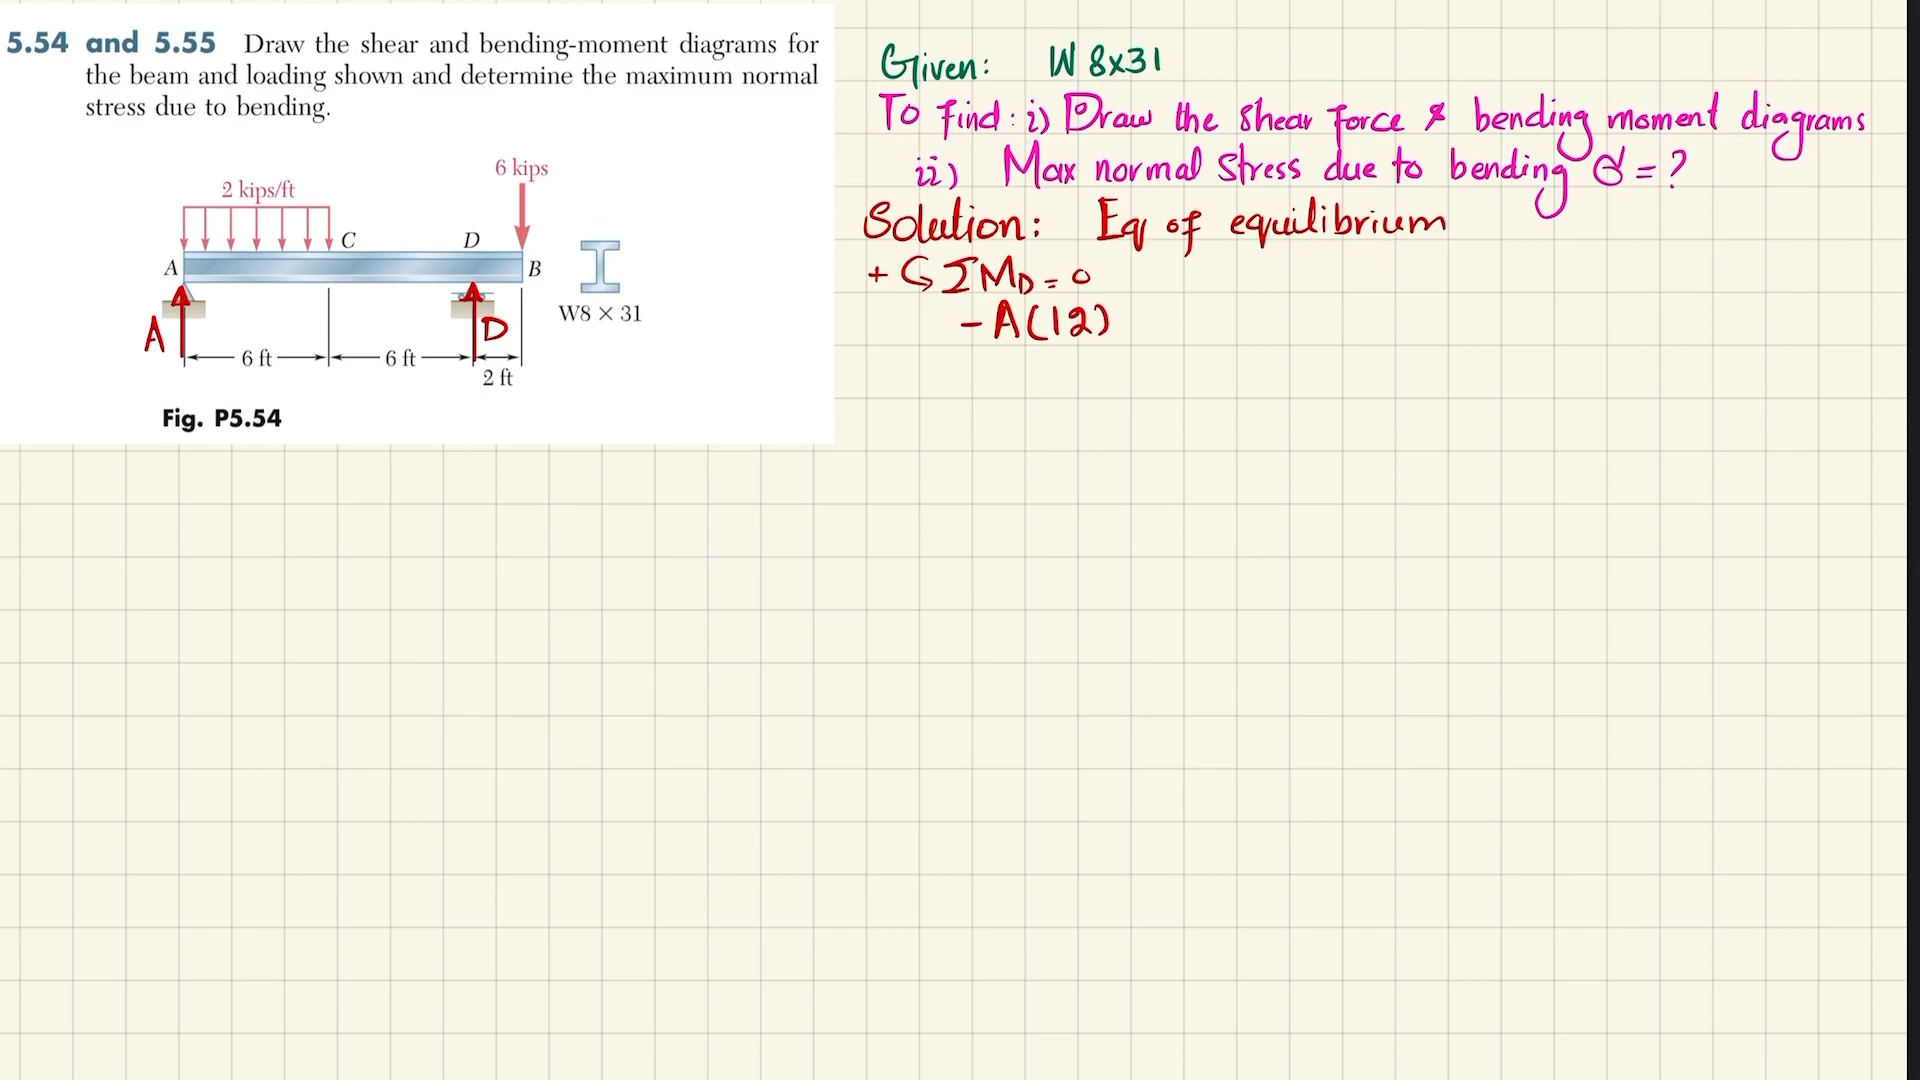 5.54 and 5.55 Draw the shear and bending-moment diagrams for
the beam and loading shown and determine the maximum normal
stress due to bending.
6 kips
2 kips/ft
C
D
A
B
W8 × 31
A
D
6 ft
6 ft
2 ft
Fig. P5.54
Given: W 8x31
To Find: i) Draw the shear Force & bending moment diagrams
ii) Max normal stress due to bending σ = ?
Solution: Eq of equilibrium
+ ↺ ΣM_D = 0
- A(12)